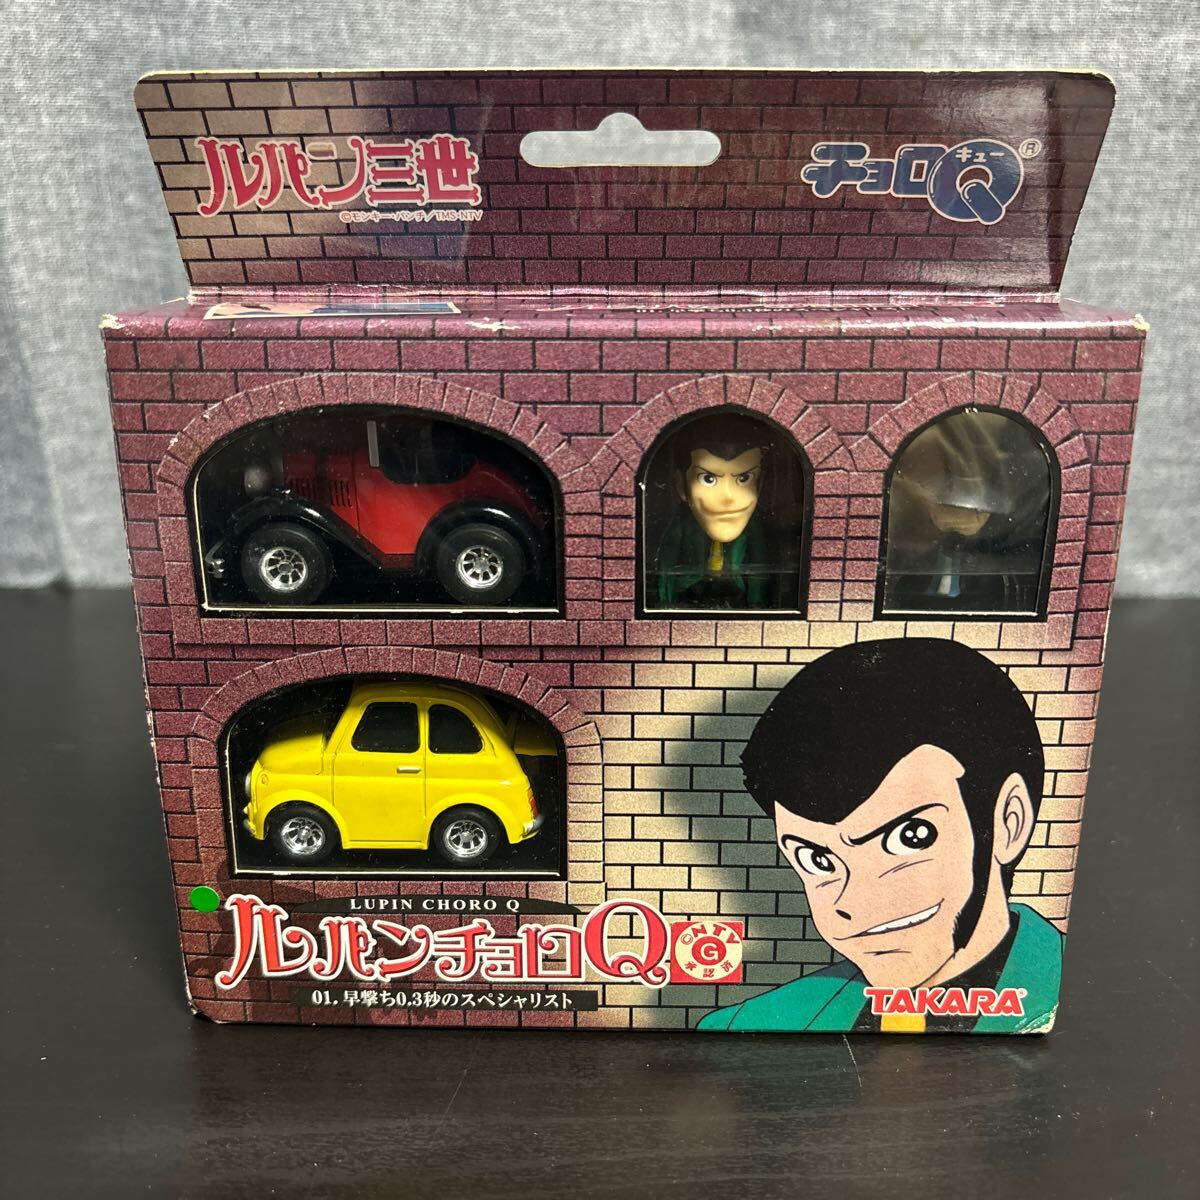 ルパン三世
©モンキー・パンチ/TMS・NTV
チョロQ®
キュー
LUPIN CHORO Q
ルパンチョロQ
©NTV
G
承認済
01.早撃ち0.3秒のスペシャリスト
TAKARA®